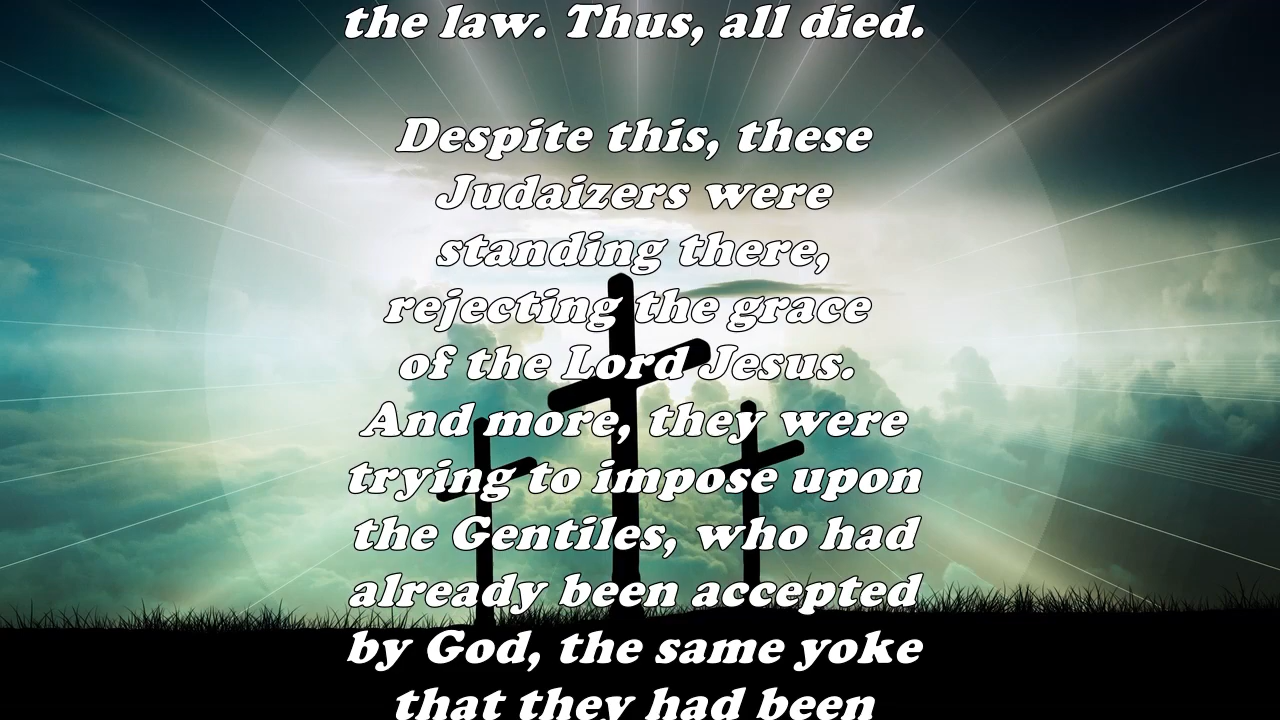 the law. Thus, all died.
Despite this, these
Judaizers were
standing there,
rejecting the grace
of the Lord Jesus.
And more, they were
trying to impose upon
the Gentiles, who had
already been accepted
by God, the same yoke
that they had been